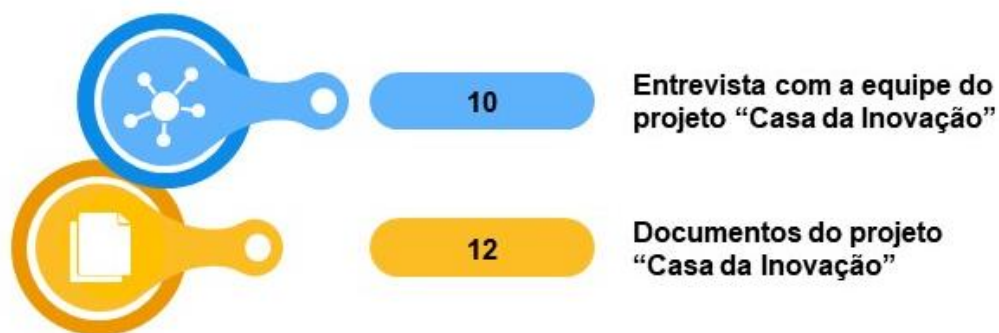 10
Entrevista com a equipe do
projeto “Casa da Inovação”
12
Documentos do projeto
“Casa da Inovação”